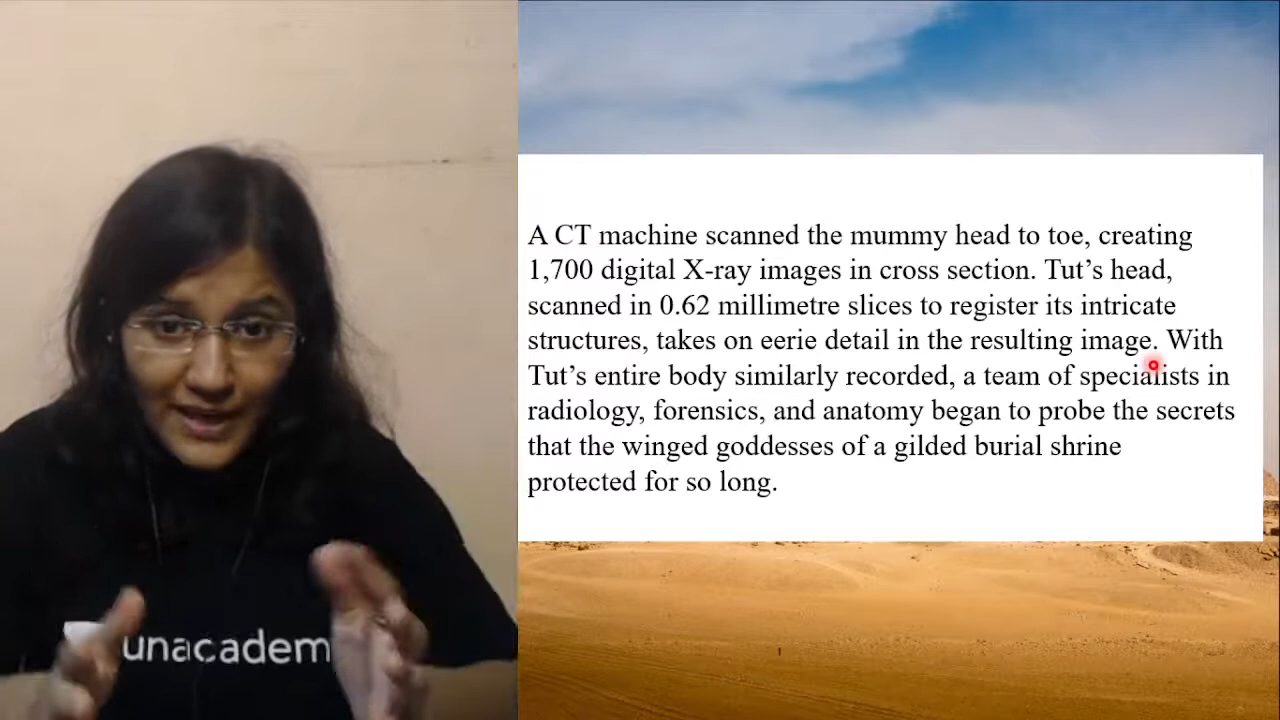 A CT machine scanned the mummy head to toe, creating
1,700 digital X-ray images in cross section. Tut's head,
scanned in 0.62 millimetre slices to register its intricate
structures, takes on eerie detail in the resulting image. With
Tut's entire body similarly recorded, a team of specialists in
radiology, forensics, and anatomy began to probe the secrets
that the winged goddesses of a gilded burial shrine
protected for so long.
unacadem